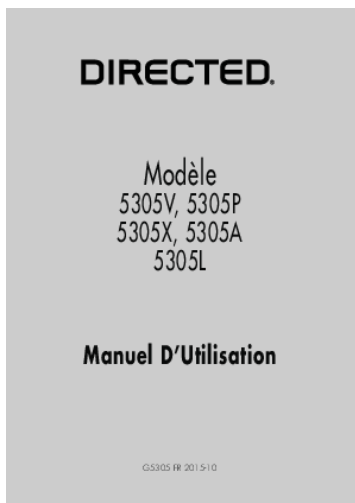 DIRECTED.
Modèle
5305V, 5305P
5305X, 5305A
5305L
Manuel D'Utilisation
G5305 FR 2015-10